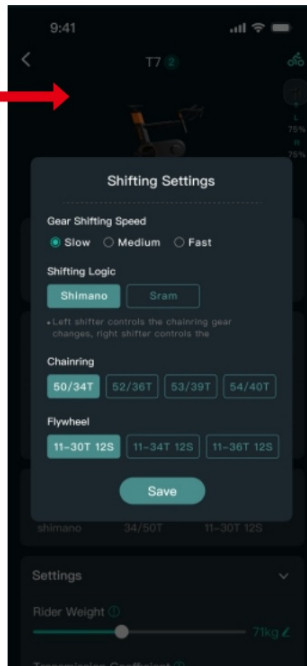 9:41
T7 2
L
75%
R
75%
Shifting Settings
Gear Shifting Speed
Slow Medium Fast
Shifting Logic
Shimano Sram
•Left shifter controls the chainring gear
changes, right shifter controls the
Chainring
50/34T 52/36T 53/39T 54/40T
Flywheel
11-30T 12S 11-34T 12S 11-36T 12S
Save
shimano 34/50T 11-30T 12S
Settings
Rider Weight
71kg
Transmission Coefficient